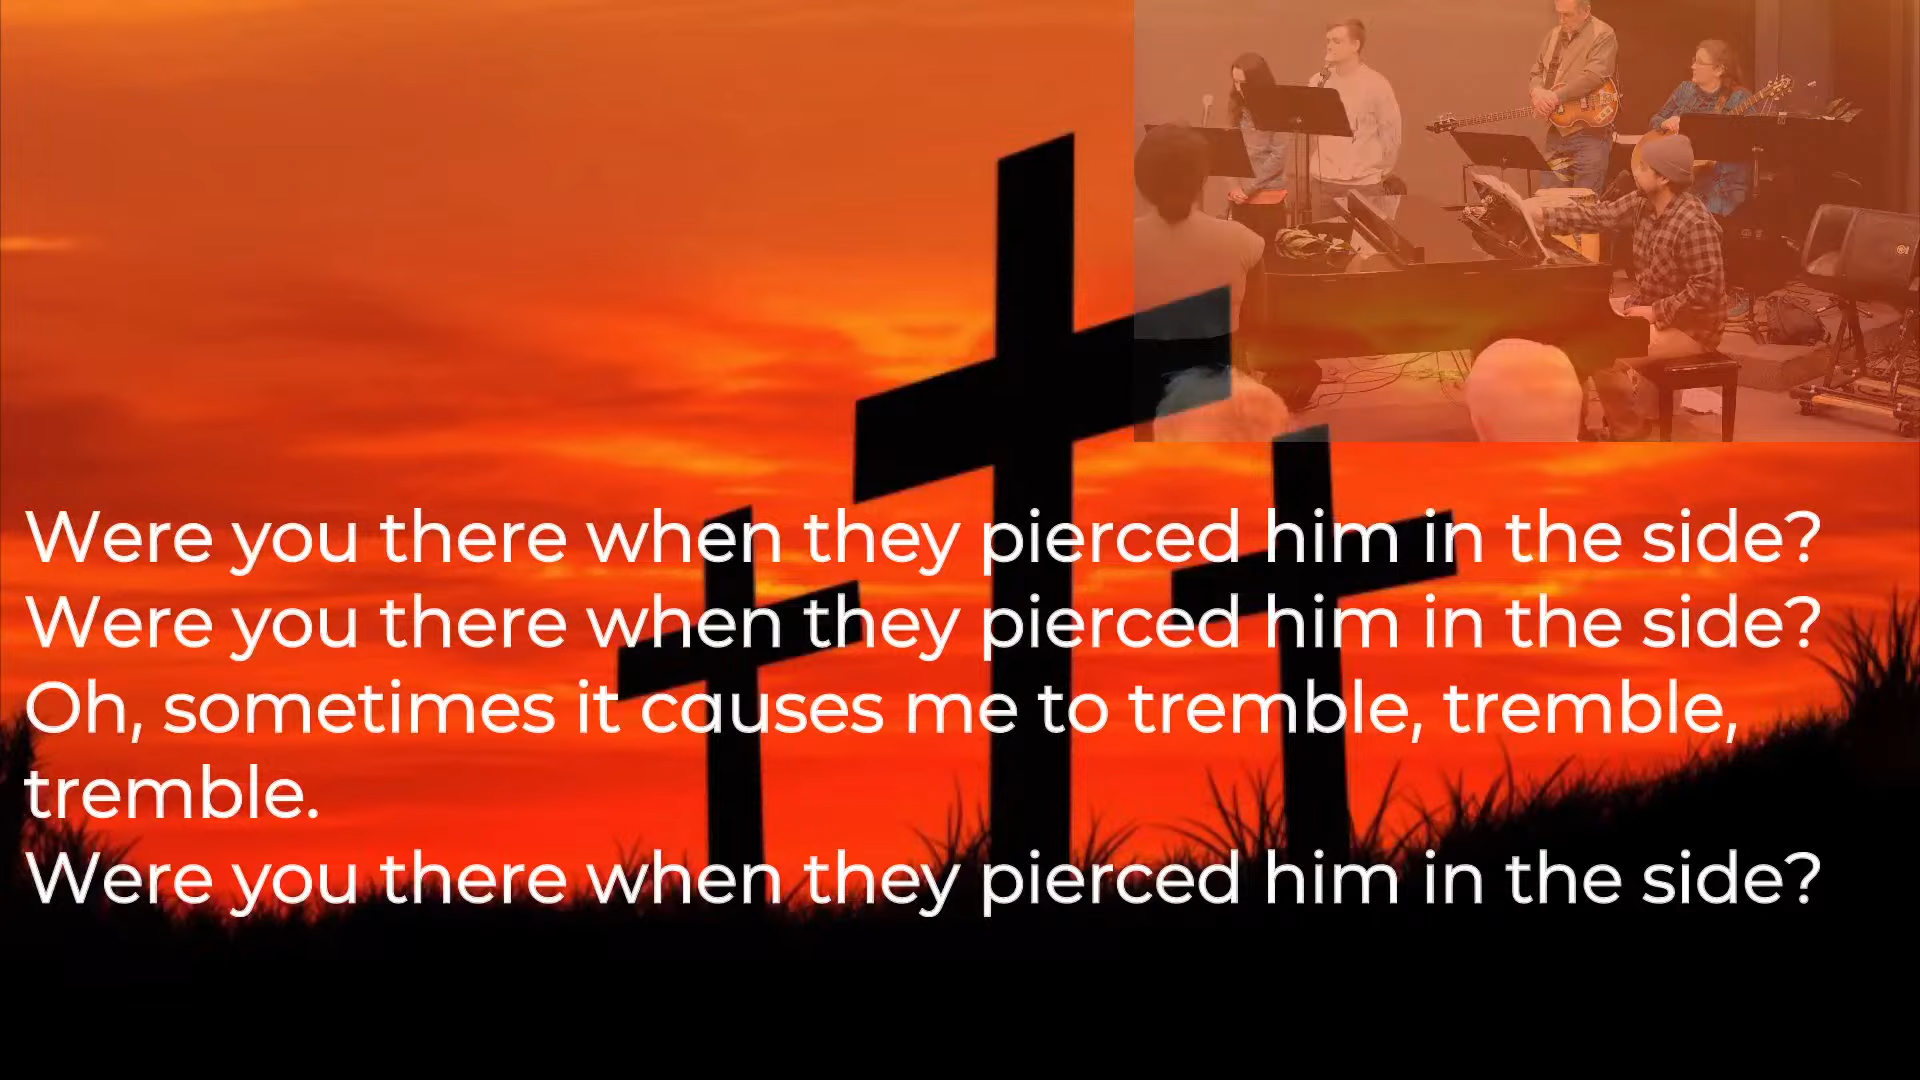 Were you there when they pierced him in the side?
Were you there when they pierced him in the side?
Oh, sometimes it causes me to tremble, tremble,
tremble.
Were you there when they pierced him in the side?